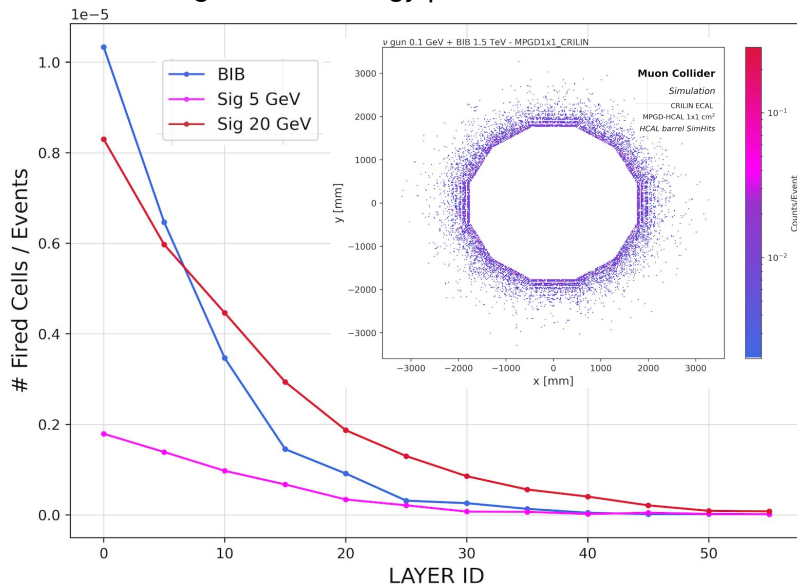 1e−5
BIB
Sig 5 GeV
Sig 20 GeV
# Fired Cells / Events
1.0
0.8
0.6
0.4
0.2
0.0
0
10
20
30
40
50
LAYER ID
ν gun 0.1 GeV + BIB 1.5 TeV - MPGD1x1_CRILIN
Muon Collider
Simulation
CRILIN ECAL
MPGD-HCAL 1x1 cm²
HCAL barrel SimHits
y [mm]
3000
2000
1000
0
−1000
−2000
−3000
−3000
−2000
−1000
0
1000
2000
3000
x [mm]
10⁻¹
10⁻²
Counts/Event